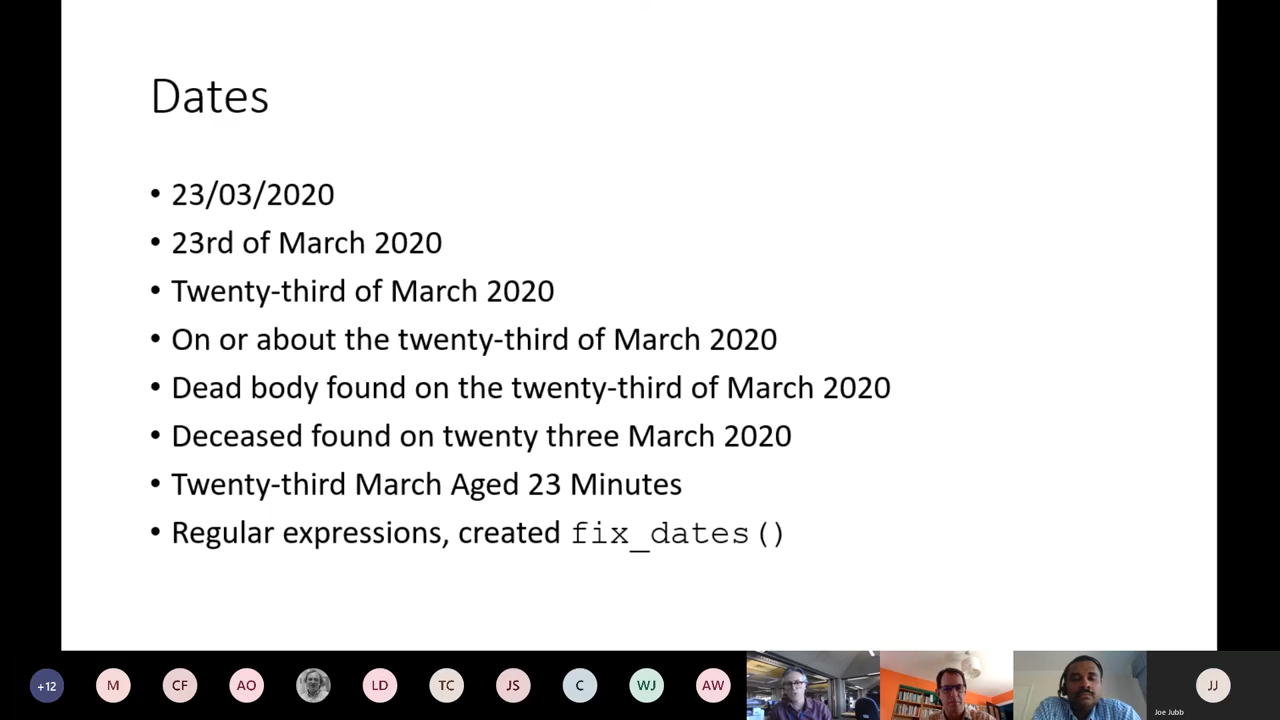 Dates
• 23/03/2020
• 23rd of March 2020
• Twenty-third of March 2020
• On or about the twenty-third of March 2020
• Dead body found on the twenty-third of March 2020
• Deceased found on twenty three March 2020
• Twenty-third March Aged 23 Minutes
• Regular expressions, created fix_dates()
+12 M CF AO LD TC JS C WJ AW JJ
Joe Jubb